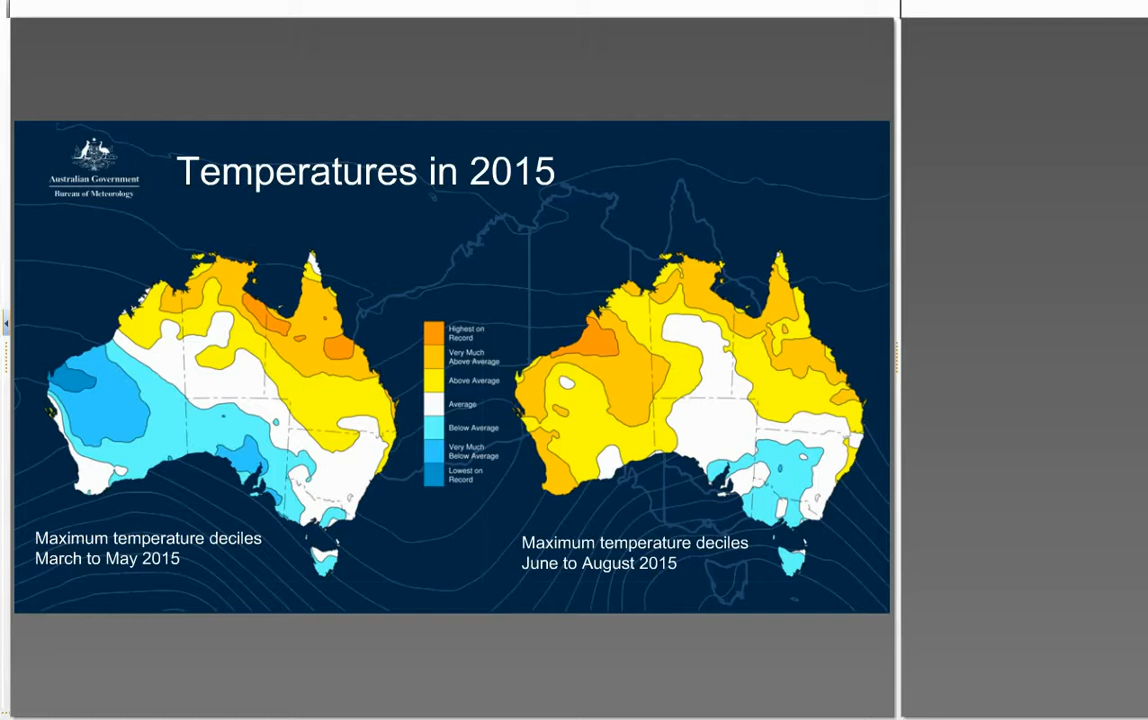 Australian Government
Bureau of Meteorology
Temperatures in 2015
Highest on
Record
Very Much
Above Average
Above Average
Average
Below Average
Very Much
Below Average
Lowest on
Record
Maximum temperature deciles
March to May 2015
Maximum temperature deciles
June to August 2015